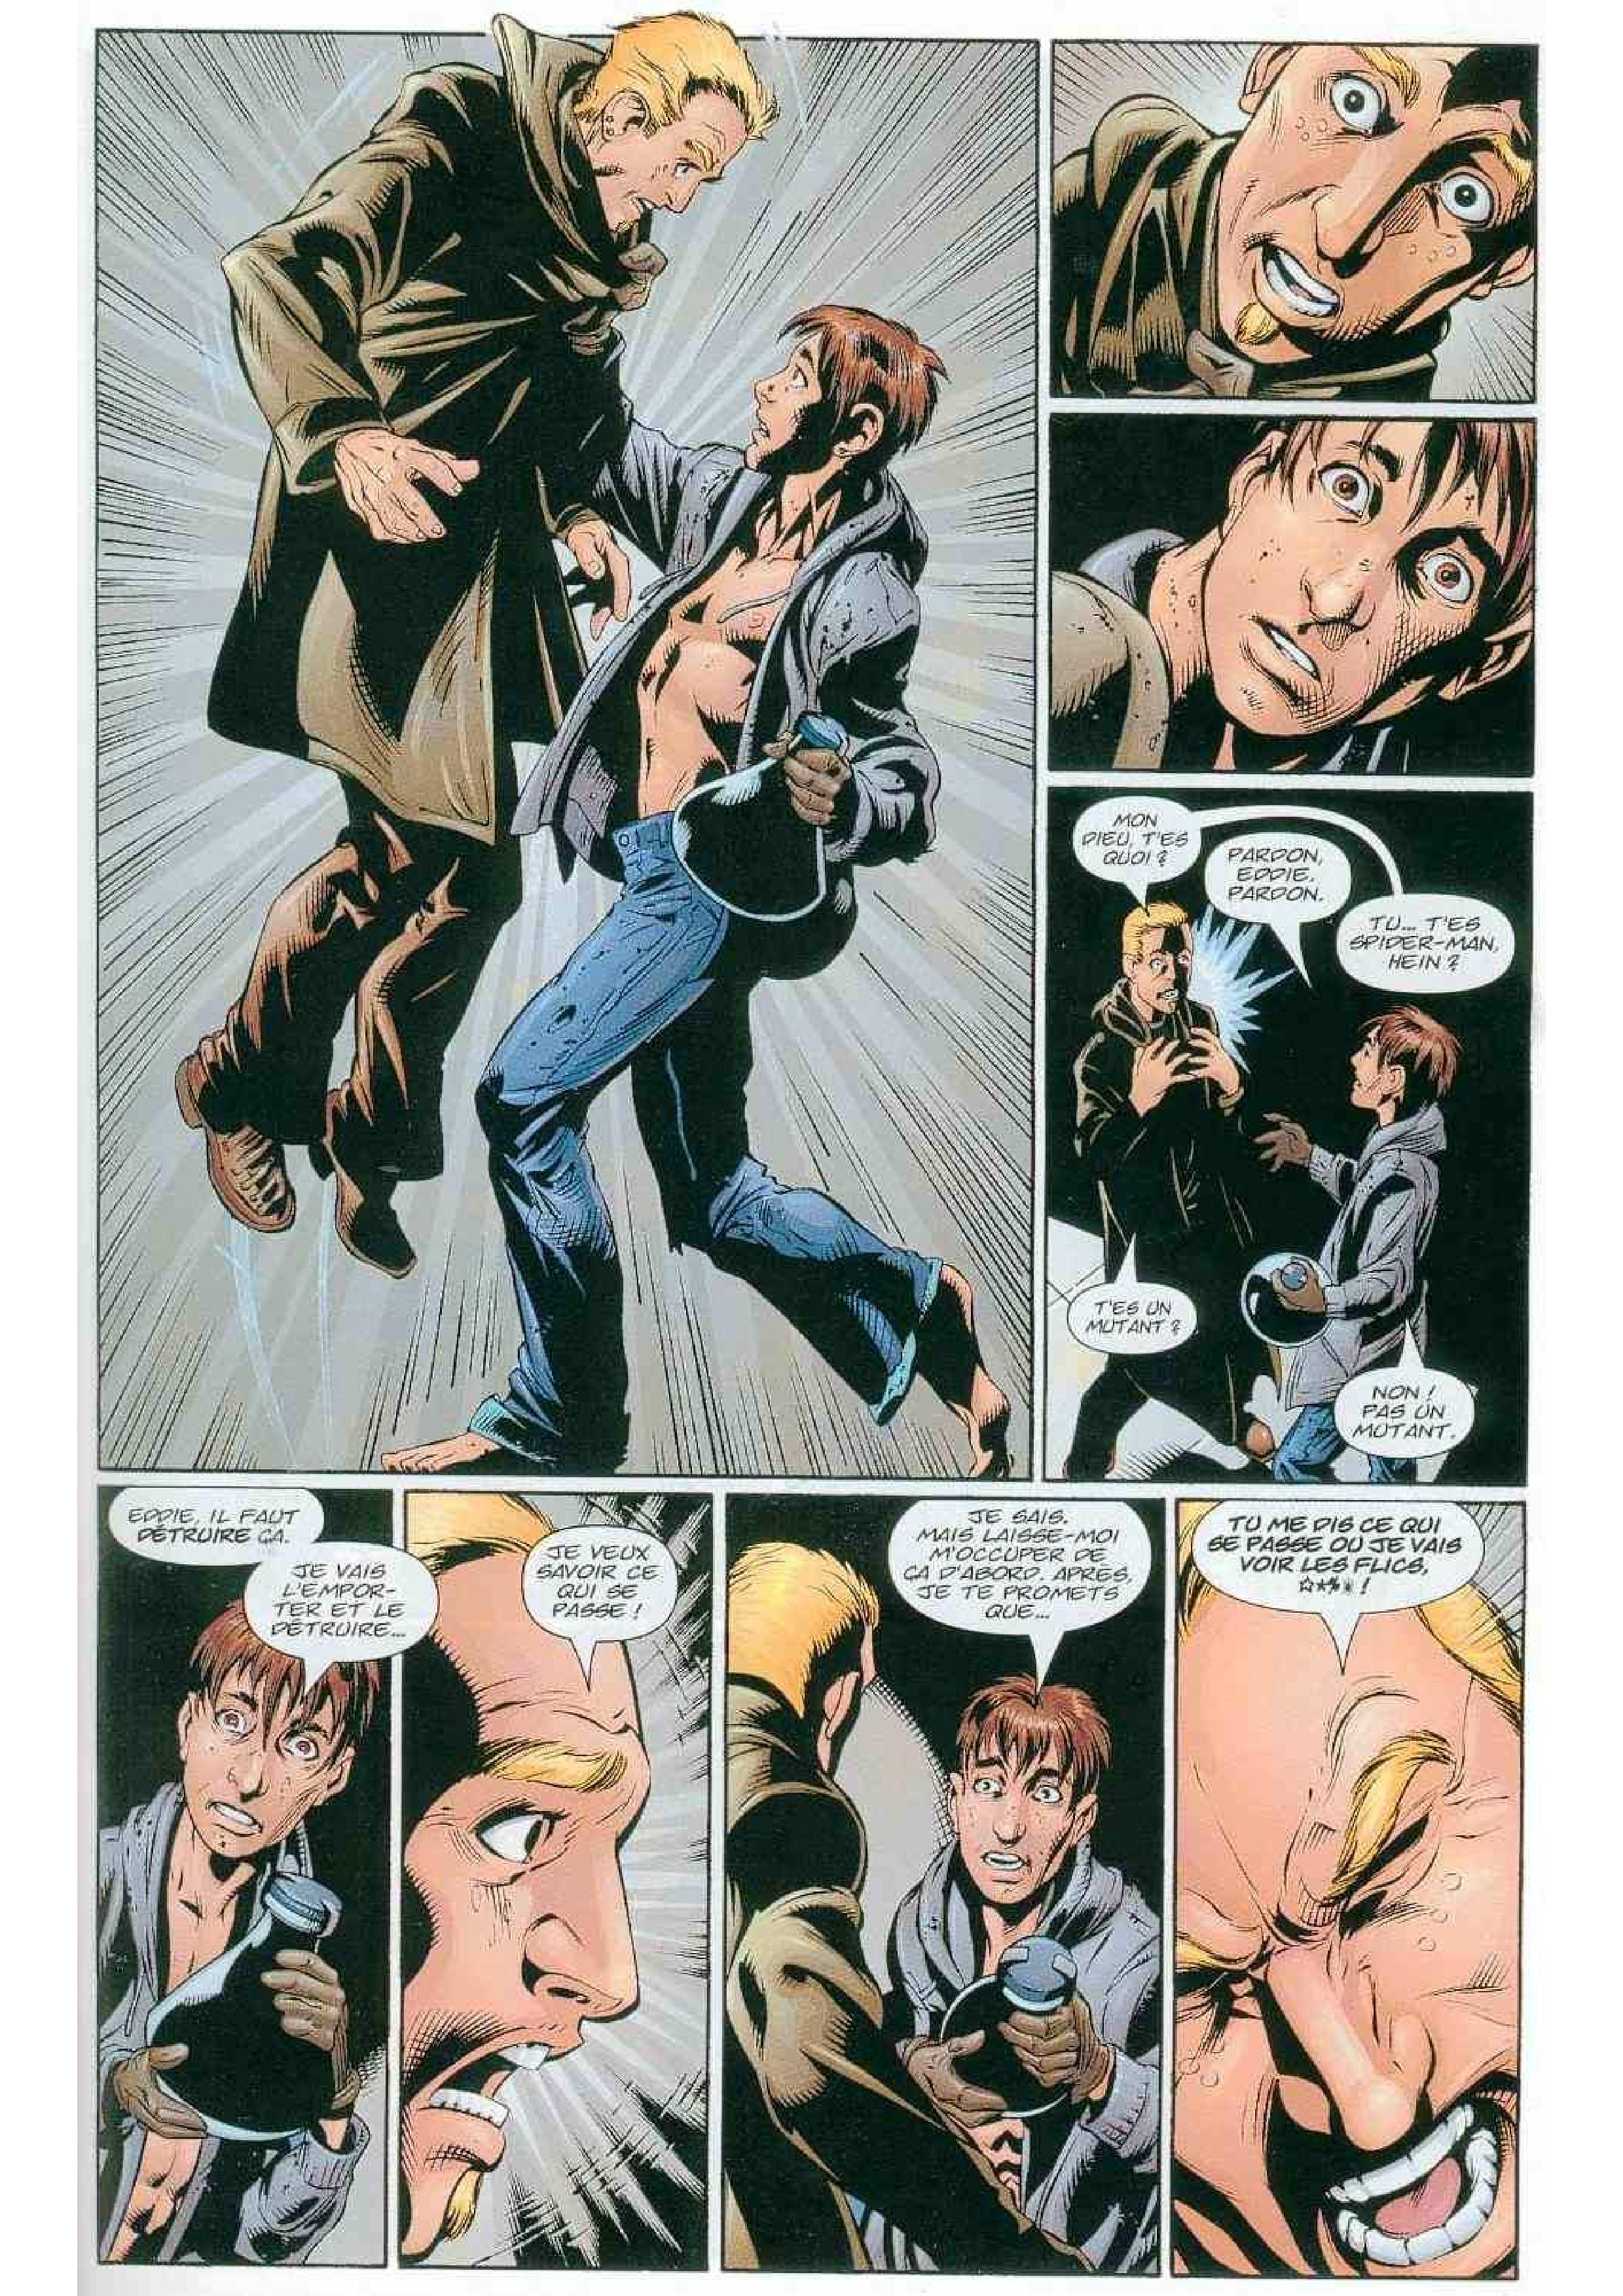 MON
DIEU, T'ES
QUOI ?
PARDON,
EDDIE.
PARDON.
TU... T'ES
SPIDER-MAN,
HEIN ?
T'ES UN
MUTANT ?
NON !
PAS UN
MUTANT.
EDDIE, IL FAUT
DÉTRUIRE ÇA.
JE VAIS
L'EMPOR-
TER ET LE
DÉTRUIRE...
JE VEUX
SAVOIR CE
QUI SE
PASSE !
JE SAIS.
MAIS LAISSE-MOI
M'OCCUPER DE
ÇA D'ABORD. APRÈS,
JE TE PROMETS
QUE...
TU ME DIS CE QUI
SE PASSE OU JE VAIS
VOIR LES FLICS,
☆*%※ !